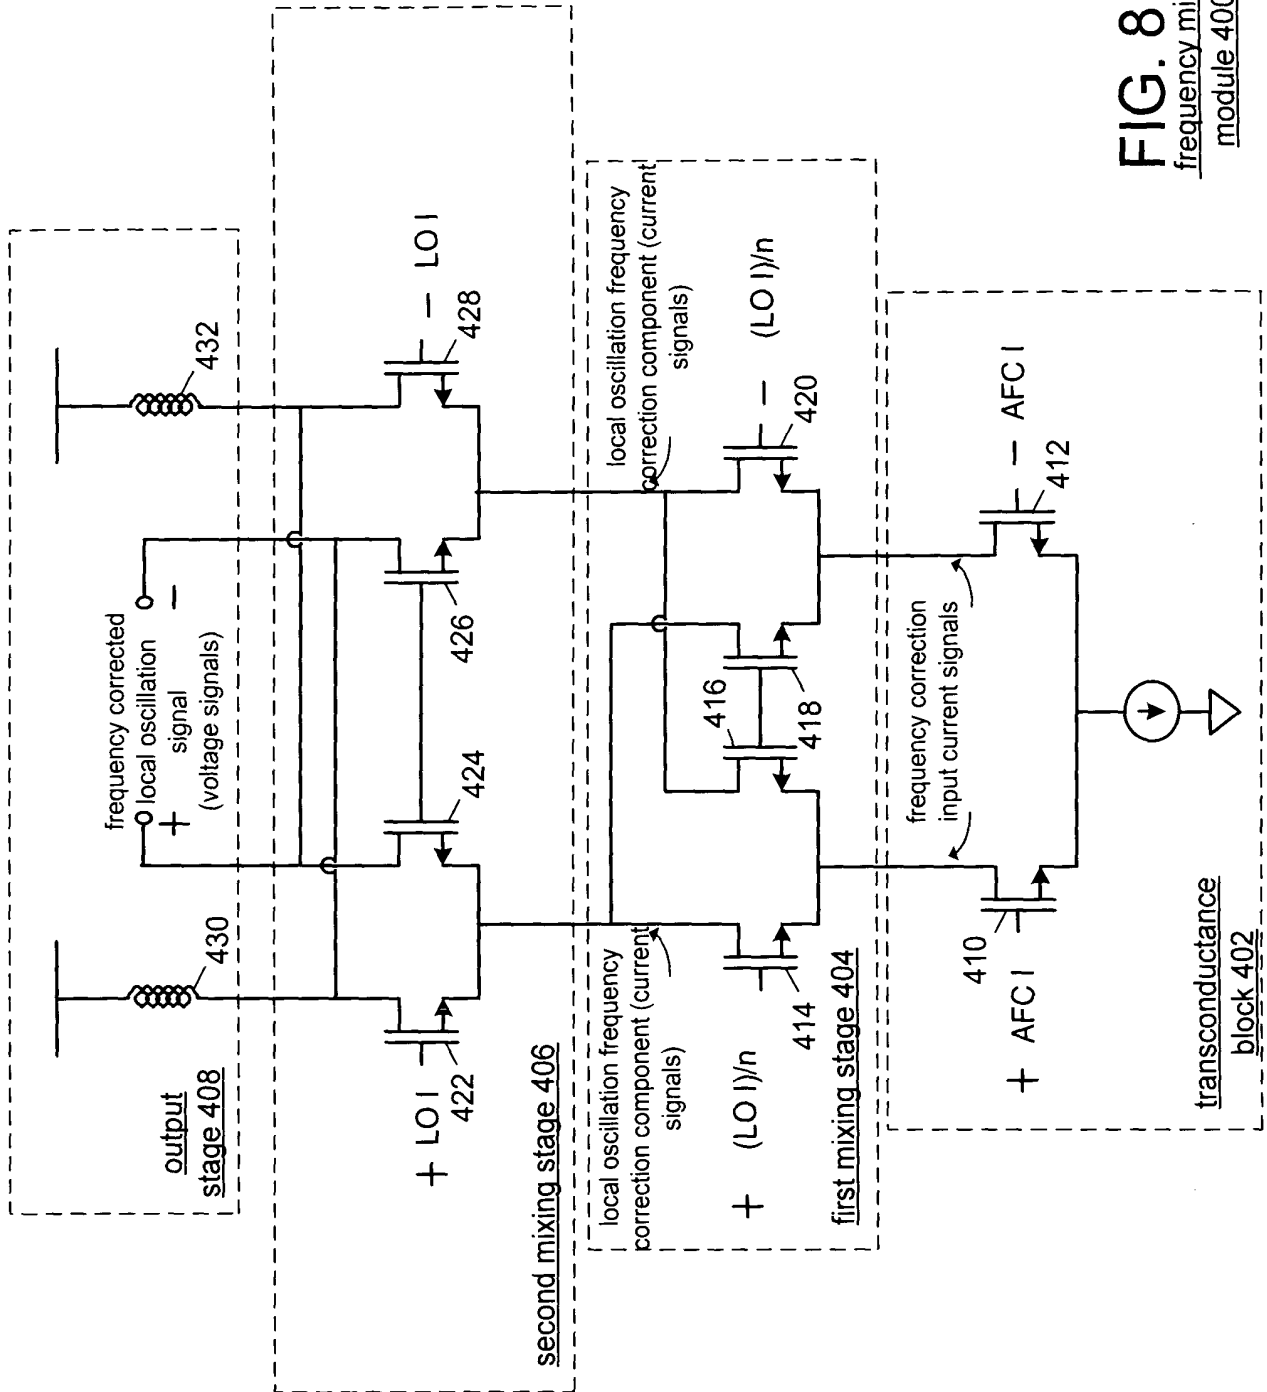 frequency corrected
local oscillation
signal
(voltage signals)
+
−
432
430
output
stage 408
− LO I
428
426
424
+ LO I
422
second mixing stage 406
local oscillation frequency
correction component (current
signals)
− (LO I)/n
420
416
418
local oscillation frequency
correction component (current
signals)
+ (LO I)/n
414
first mixing stage 404
frequency correction
input current signals
− AFC I
412
410
+ AFC I
transconductance
block 402
FIG. 8
frequency
module